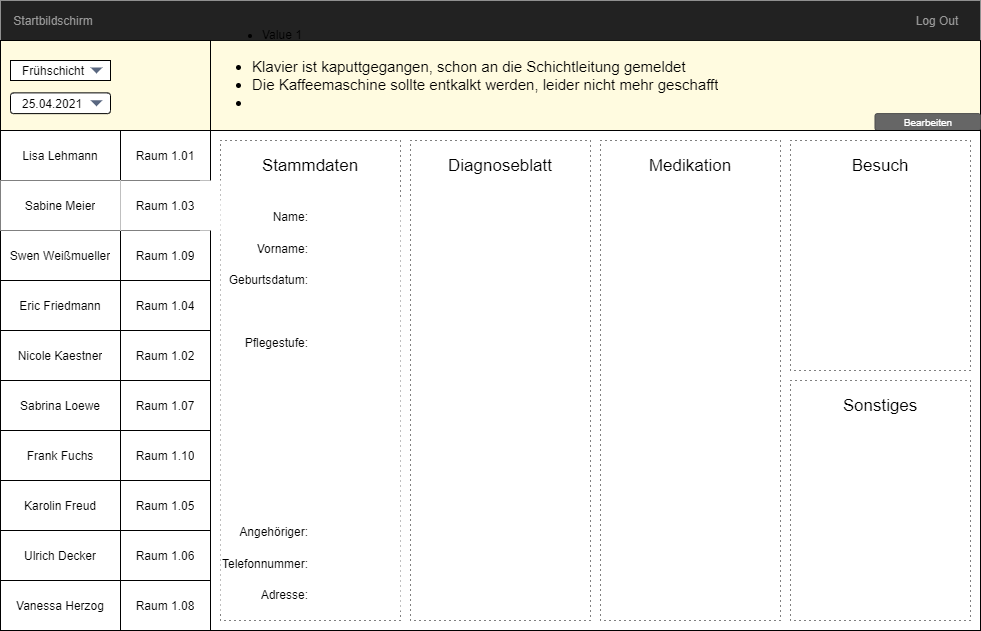 Startbildschirm
Log Out
• Value 1
Frühschicht
25.04.2021
• Klavier ist kaputtgegangen, schon an die Schichtleitung gemeldet
• Die Kaffeemaschine sollte entkalkt werden, leider nicht mehr geschafft
•
Bearbeiten
Lisa Lehmann Raum 1.01
Sabine Meier Raum 1.03
Swen Weißmueller Raum 1.09
Eric Friedmann Raum 1.04
Nicole Kaestner Raum 1.02
Sabrina Loewe Raum 1.07
Frank Fuchs Raum 1.10
Karolin Freud Raum 1.05
Ulrich Decker Raum 1.06
Vanessa Herzog Raum 1.08
Stammdaten
Name:
Vorname:
Geburtsdatum:
Pflegestufe:
Angehöriger:
Telefonnummer:
Adresse:
Diagnoseblatt
Medikation
Besuch
Sonstiges